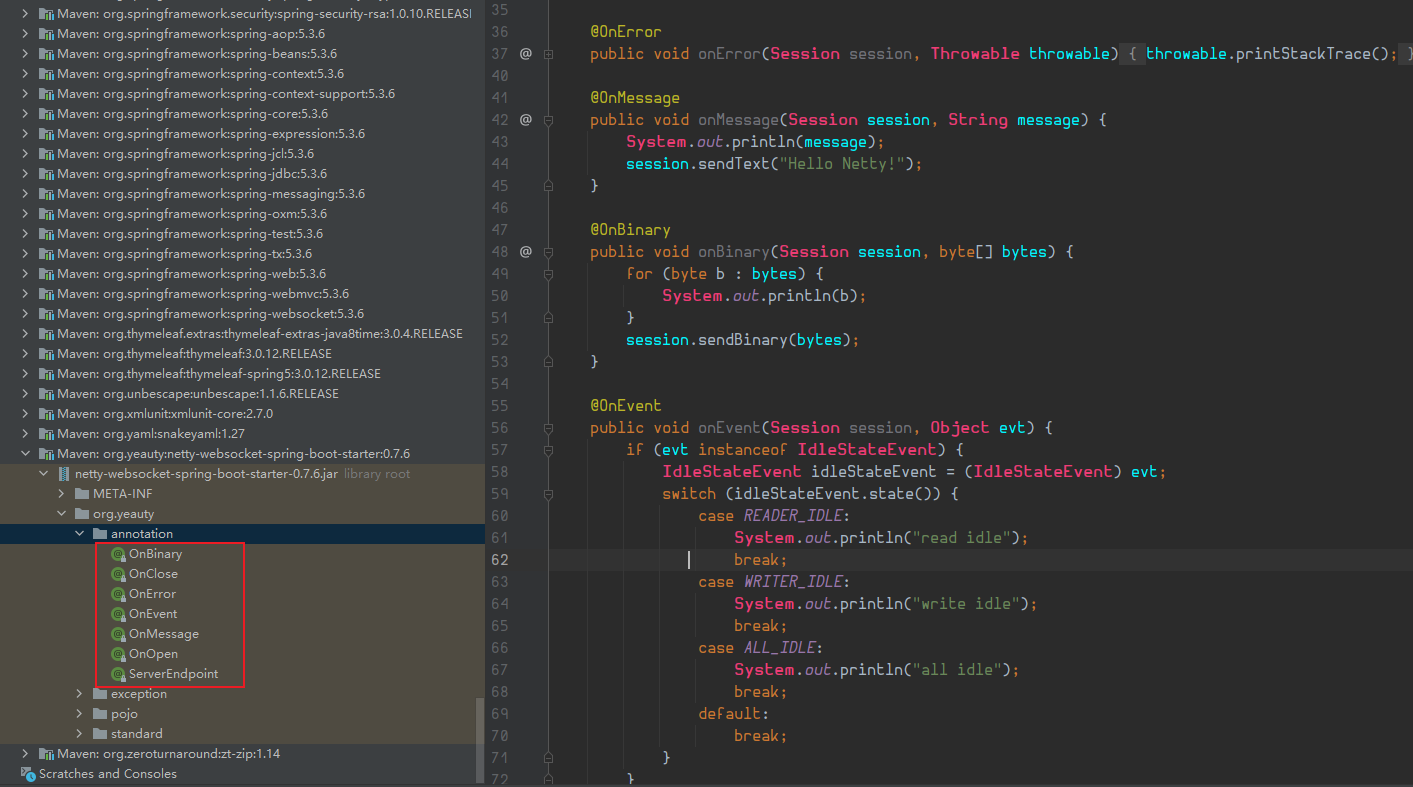 Maven: org.springframework.security:spring-security-rsa:1.0.10.RELEASE
Maven: org.springframework:spring-aop:5.3.6
Maven: org.springframework:spring-beans:5.3.6
Maven: org.springframework:spring-context:5.3.6
Maven: org.springframework:spring-context-support:5.3.6
Maven: org.springframework:spring-core:5.3.6
Maven: org.springframework:spring-expression:5.3.6
Maven: org.springframework:spring-jcl:5.3.6
Maven: org.springframework:spring-jdbc:5.3.6
Maven: org.springframework:spring-messaging:5.3.6
Maven: org.springframework:spring-oxm:5.3.6
Maven: org.springframework:spring-test:5.3.6
Maven: org.springframework:spring-tx:5.3.6
Maven: org.springframework:spring-web:5.3.6
Maven: org.springframework:spring-webmvc:5.3.6
Maven: org.springframework:spring-websocket:5.3.6
Maven: org.thymeleaf.extras:thymeleaf-extras-java8time:3.0.4.RELEASE
Maven: org.thymeleaf:thymeleaf:3.0.12.RELEASE
Maven: org.thymeleaf:thymeleaf-spring5:3.0.12.RELEASE
Maven: org.unbescape:unbescape:1.1.6.RELEASE
Maven: org.xmlunit:xmlunit-core:2.7.0
Maven: org.yaml:snakeyaml:1.27
Maven: org.yeauty:netty-websocket-spring-boot-starter:0.7.6
netty-websocket-spring-boot-starter-0.7.6.jar library root
META-INF
org.yeauty
annotation
OnBinary
OnClose
OnError
OnEvent
OnMessage
OnOpen
ServerEndpoint
exception
pojo
standard
Maven: org.zeroturnaround:zt-zip:1.14
Scratches and Consoles
35
36 @OnError
37 @ public void onError(Session session, Throwable throwable) { throwable.printStackTrace(); }
40
41 @OnMessage
42 @ public void onMessage(Session session, String message) {
43 System.out.println(message);
44 session.sendText("Hello Netty!");
45 }
46
47 @OnBinary
48 @ public void onBinary(Session session, byte[] bytes) {
49 for (byte b : bytes) {
50 System.out.println(b);
51 }
52 session.sendBinary(bytes);
53 }
54
55 @OnEvent
56 public void onEvent(Session session, Object evt) {
57 if (evt instanceof IdleStateEvent) {
58 IdleStateEvent idleStateEvent = (IdleStateEvent) evt;
59 switch (idleStateEvent.state()) {
60 case READER_IDLE:
61 System.out.println("read idle");
62 break;
63 case WRITER_IDLE:
64 System.out.println("write idle");
65 break;
66 case ALL_IDLE:
67 System.out.println("all idle");
68 break;
69 default:
70 break;
71 }
72 }